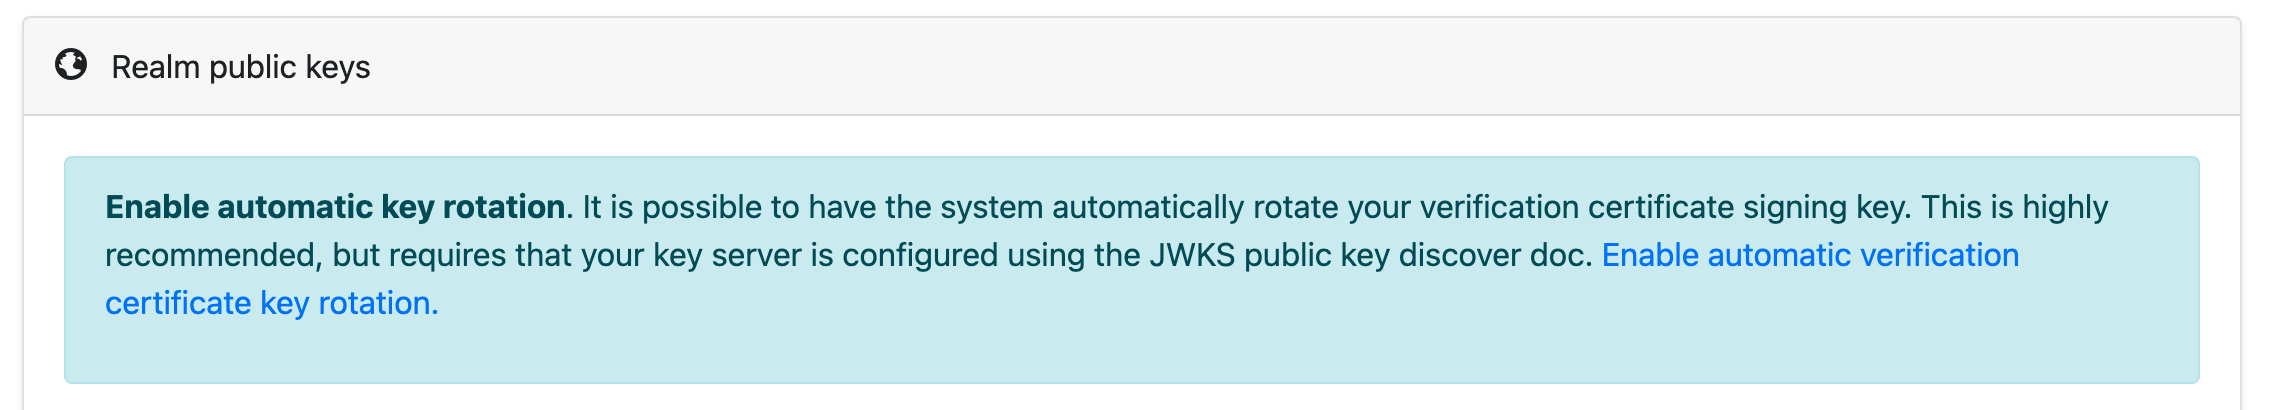 Realm public keys
Enable automatic key rotation. It is possible to have the system automatically rotate your verification certificate signing key. This is highly
recommended, but requires that your key server is configured using the JWKS public key discover doc. Enable automatic verification
certificate key rotation.